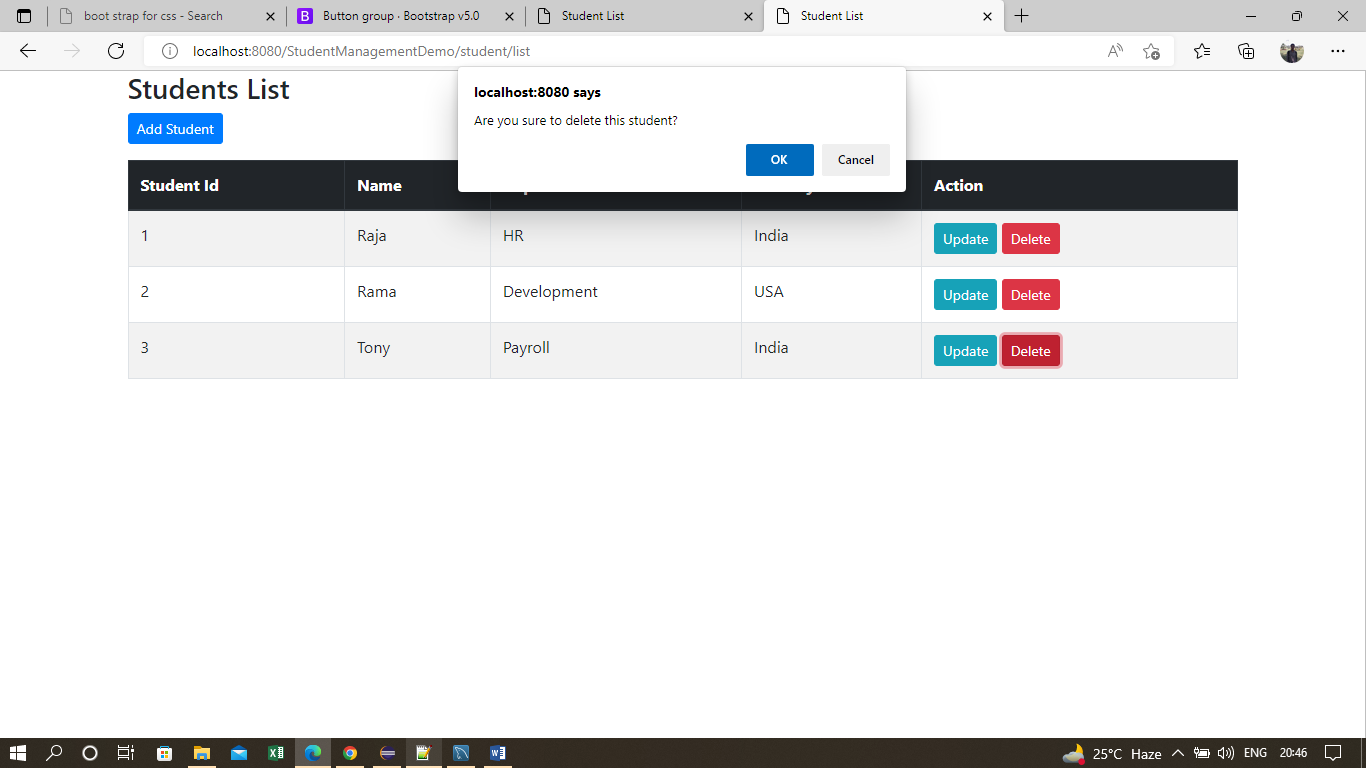 boot strap for css - Search
Button group · Bootstrap v5.0
Student List
Student List
localhost:8080/StudentManagementDemo/student/list
Students List
Add Student
localhost:8080 says
Are you sure to delete this student?
OK Cancel
Student Id Name Action
1 Raja HR India Update Delete
2 Rama Development USA Update Delete
3 Tony Payroll India Update Delete
25°C Haze ENG 20:46